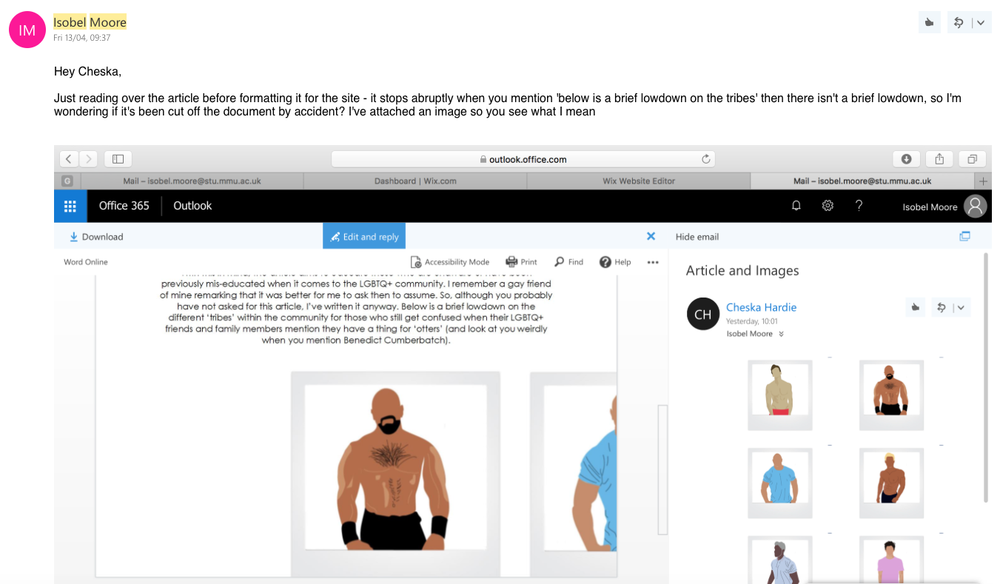 IM
Isobel Moore
Fri 13/04, 09:37
Hey Cheska,
Just reading over the article before formatting it for the site - it stops abruptly when you mention 'below is a brief lowdown on the tribes' then there isn't a brief lowdown, so I'm
wondering if it's been cut off the document by accident? I've attached an image so you see what I mean
outlook.office.com
G
Mail – isobel.moore@stu.mmu.ac.uk
Dashboard | Wix.com
Wix Website Editor
Mail – isobel.moore@stu.mmu.ac.uk
Office 365
Outlook
Isobel Moore
Download
Edit and reply
Hide email
Word Online
Accessibility Mode
Print
Find
Help
previously mis-educated when it comes to the LGBTQ+ community. I remember a gay friend
of mine remarking that it was better for me to ask then to assume. So, although you probably
have not asked for this article, I've written it anyway. Below is a brief lowdown on the
different 'tribes' within the community for those who still get confused when their LGBTQ+
friends and family members mention they have a thing for 'otters' (and look at you weirdly
when you mention Benedict Cumberbatch).
Article and Images
CH
Cheska Hardie
Yesterday, 10:01
Isobel Moore